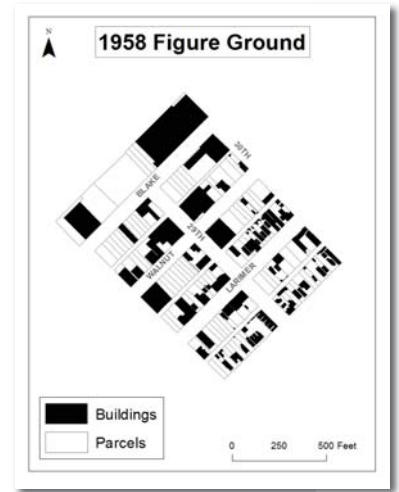 N
1958 Figure Ground
30TH
BLAKE
29TH
WALNUT
LARIMER
Buildings
Parcels
0 250 500 Feet